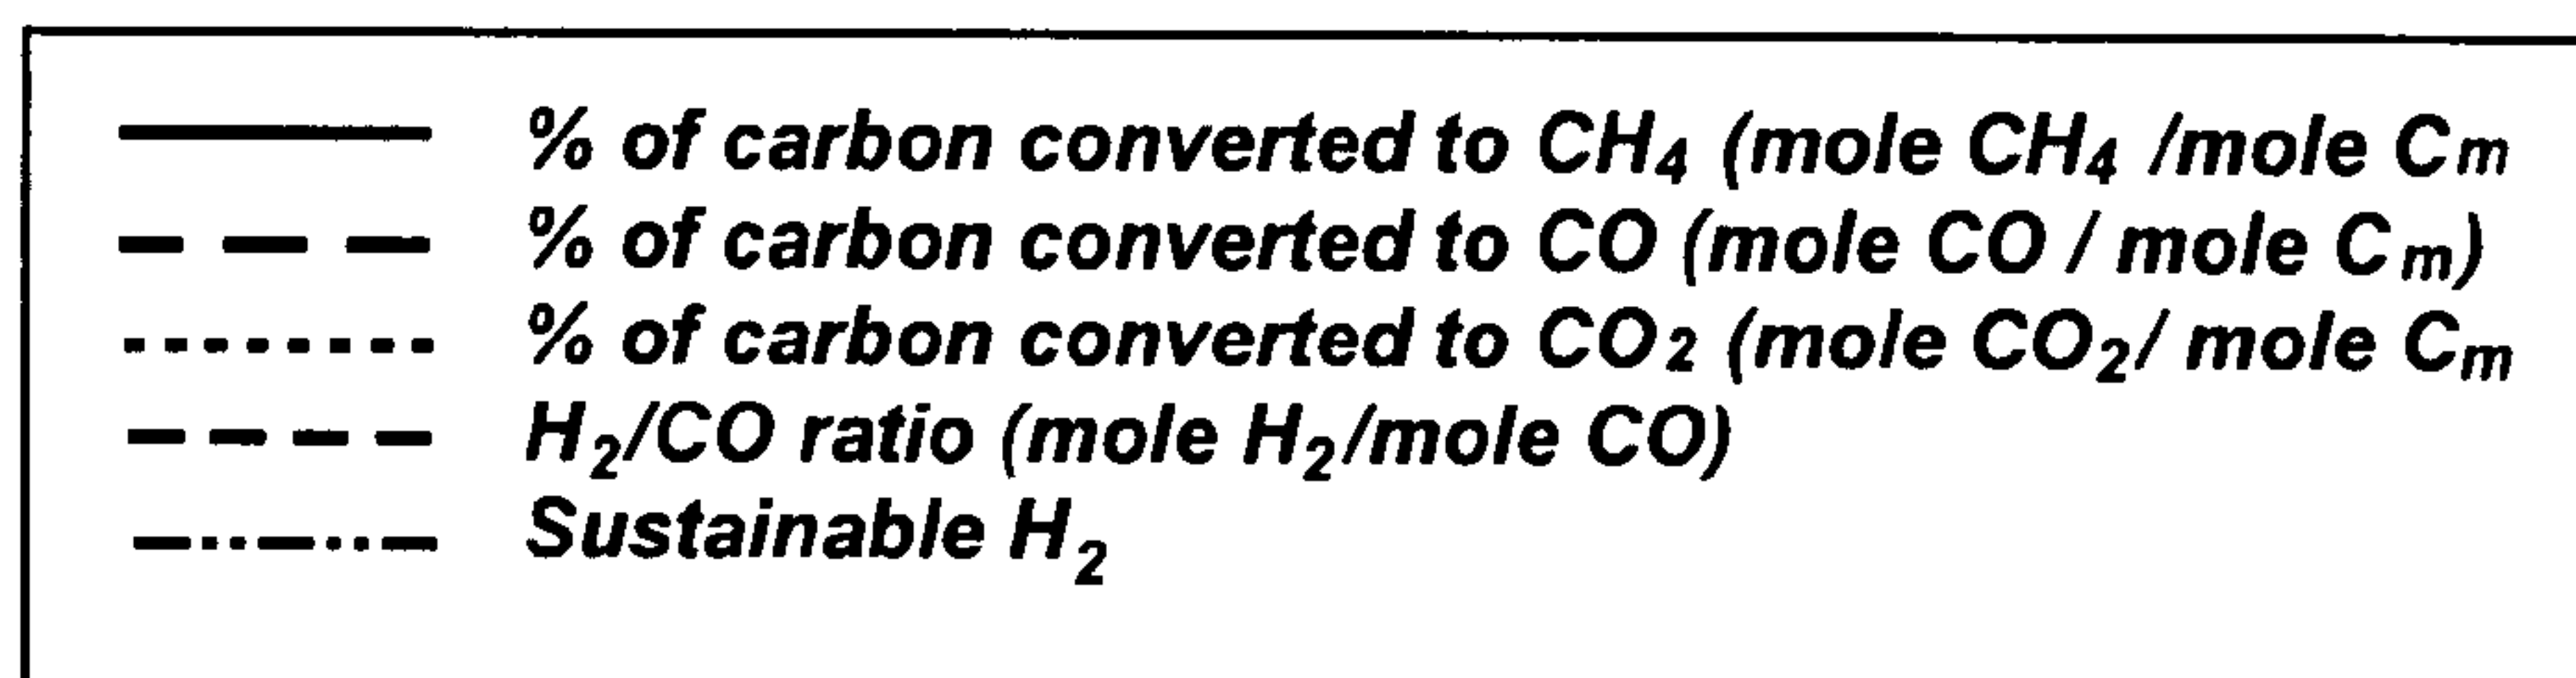 % of carbon converted to CH₄ (mole CH₄ /mole Cm
% of carbon converted to CO (mole CO / mole Cm)
% of carbon converted to CO₂ (mole CO₂/ mole Cm
H₂/CO ratio (mole H₂/mole CO)
Sustainable H₂